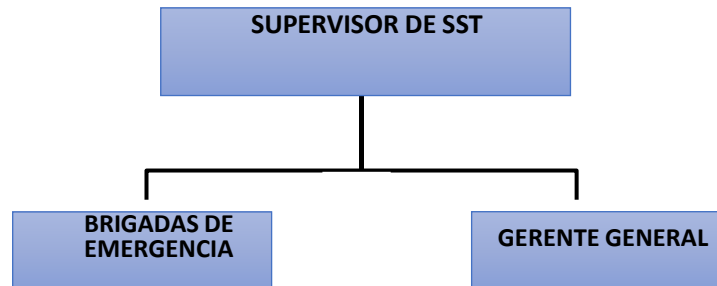 SUPERVISOR DE SST
BRIGADAS DE
EMERGENCIA
GERENTE GENERAL